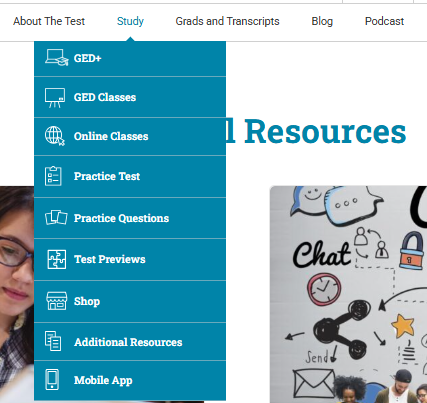 About The Test
Study
Grads and Transcripts
Blog
Podcast
GED+
GED Classes
Online Classes
l Resources
Practice Test
Practice Questions
Test Previews
Shop
Additional Resources
Mobile App
Chat
Send